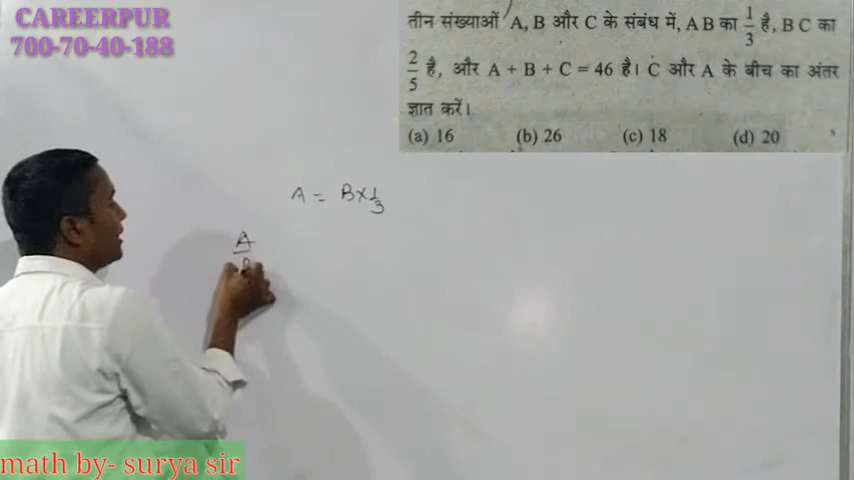 CAREERPUR
700-70-40-188
तीन संख्याओं A, B और C के संबंध में, A B का 1/3 है, B C का
2/5 है, और A + B + C = 46 है। C और A के बीच का अंतर
ज्ञात करें।
(a) 16 (b) 26 (c) 18 (d) 20
A = B × 1/3
A
math by- surya sir